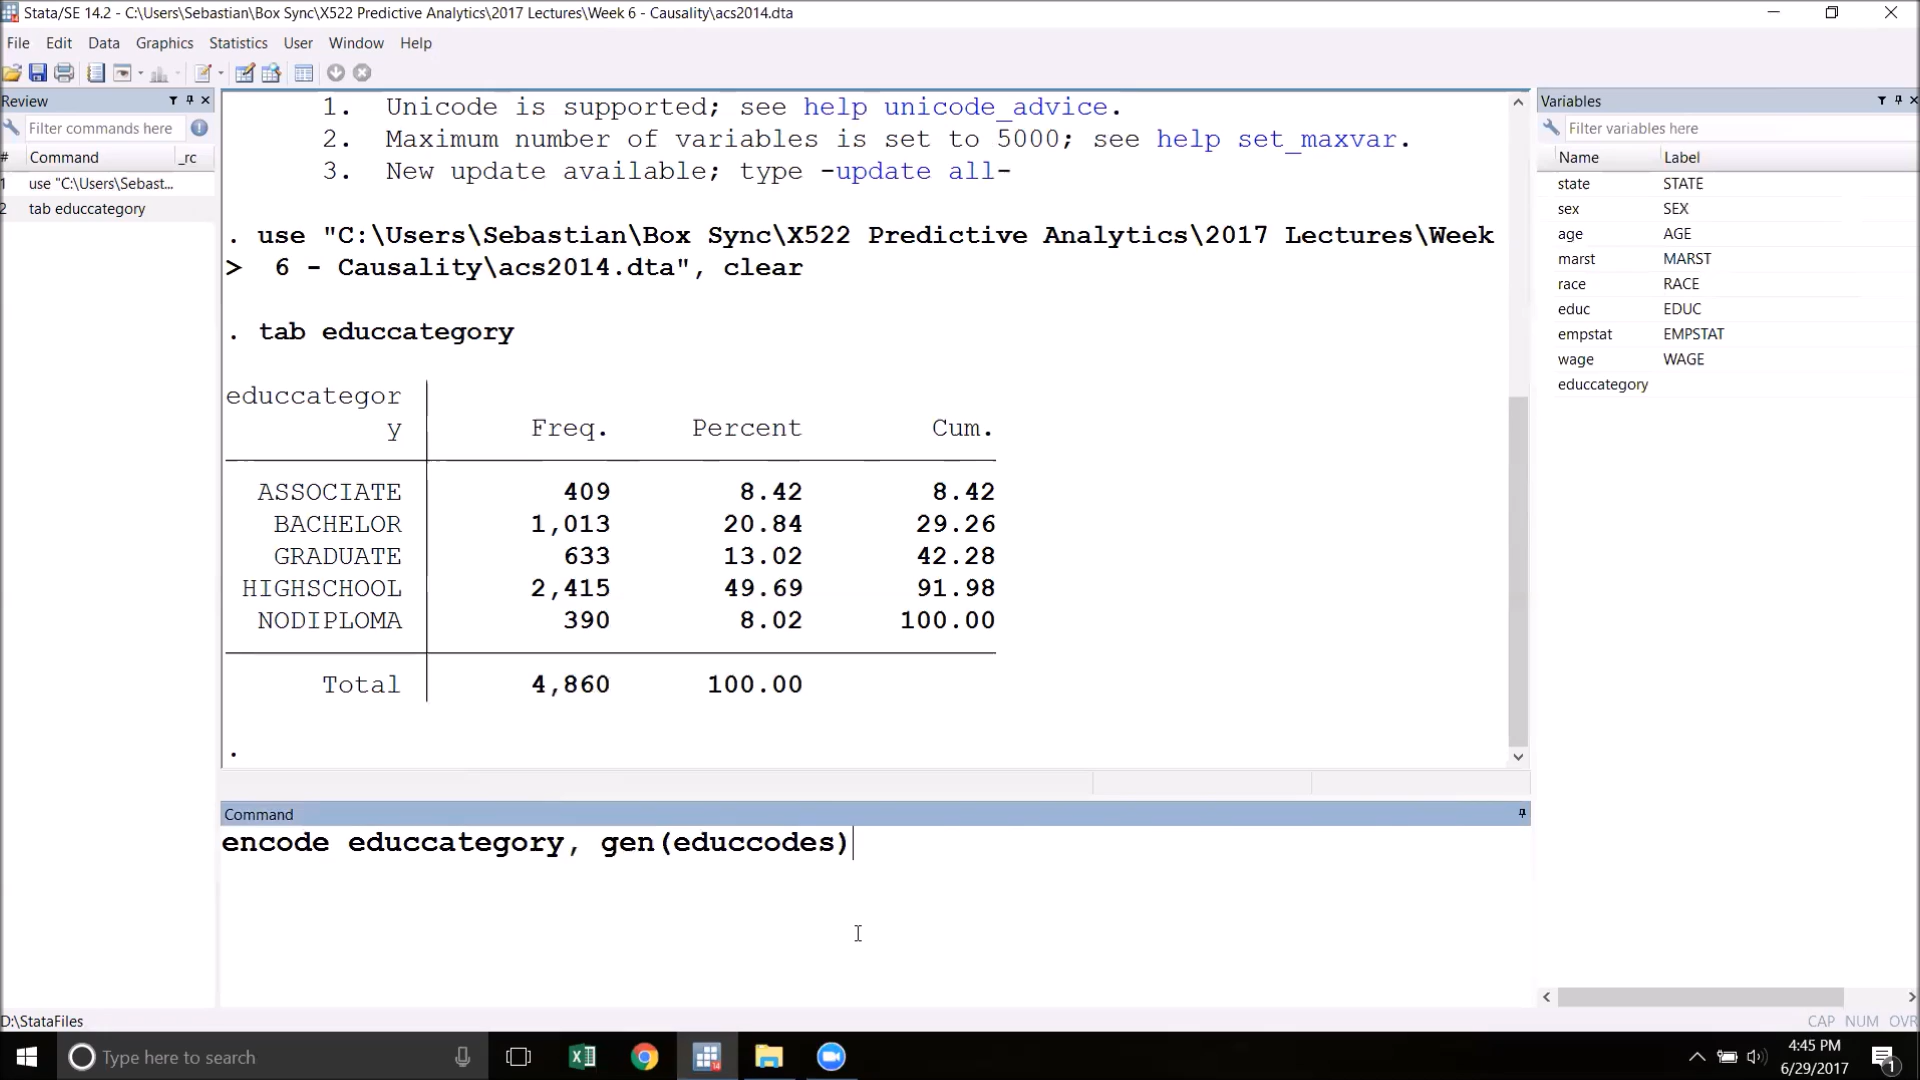 Stata/SE 14.2 - C:\Users\Sebastian\Box Sync\X522 Predictive Analytics\2017 Lectures\Week 6 - Causality\acs2014.dta
File Edit Data Graphics Statistics User Window Help
Review
Filter commands here
# Command _rc
1 use "C:\Users\Sebast...
2 tab educcategory
1. Unicode is supported; see help unicode_advice.
2. Maximum number of variables is set to 5000; see help set_maxvar.
3. New update available; type -update all-
. use "C:\Users\Sebastian\Box Sync\X522 Predictive Analytics\2017 Lectures\Week
> 6 - Causality\acs2014.dta", clear
. tab educcategory
educcategor
y Freq. Percent Cum.
ASSOCIATE 409 8.42 8.42
BACHELOR 1,013 20.84 29.26
GRADUATE 633 13.02 42.28
HIGHSCHOOL 2,415 49.69 91.98
NODIPLOMA 390 8.02 100.00
Total 4,860 100.00
.
Command
encode educcategory, gen(educcodes)
Variables
Filter variables here
Name Label
state STATE
sex SEX
age AGE
marst MARST
race RACE
educ EDUC
empstat EMPSTAT
wage WAGE
educcategory
D:\StataFiles
CAP NUM OVR
Type here to search
14
4:45 PM
6/29/2017
1